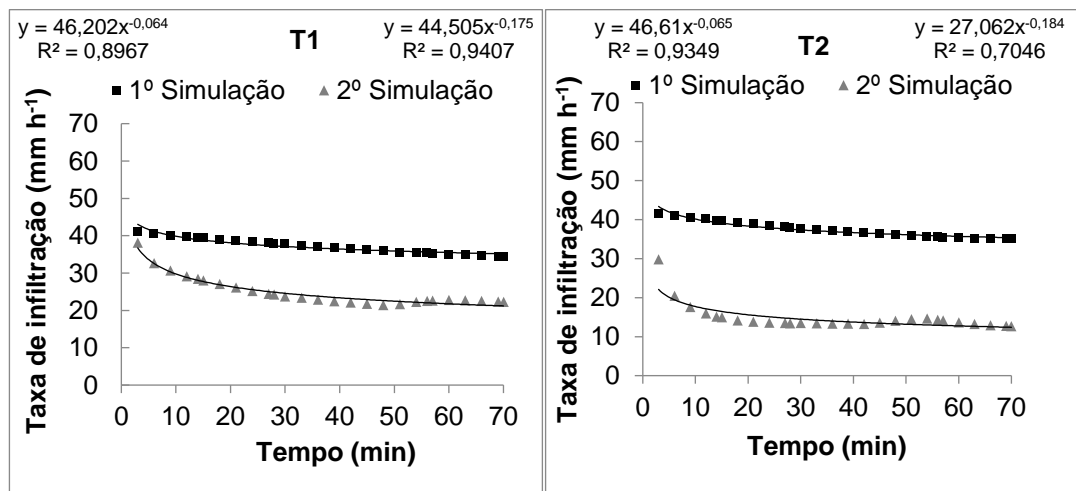 y = 46,202x^-0,064
R² = 0,8967
T1
y = 44,505x^-0,175
R² = 0,9407
■ 1º Simulação ▲ 2º Simulação
Taxa de infiltração (mm h^-1)
70
60
50
40
30
20
10
0
0 10 20 30 40 50 60 70
Tempo (min)
y = 46,61x^-0,065
R² = 0,9349
T2
y = 27,062x^-0,184
R² = 0,7046
■ 1º Simulação ▲ 2º Simulação
Taxa de infiltração (mm h^-1)
70
60
50
40
30
20
10
0
0 10 20 30 40 50 60 70
Tempo (min)